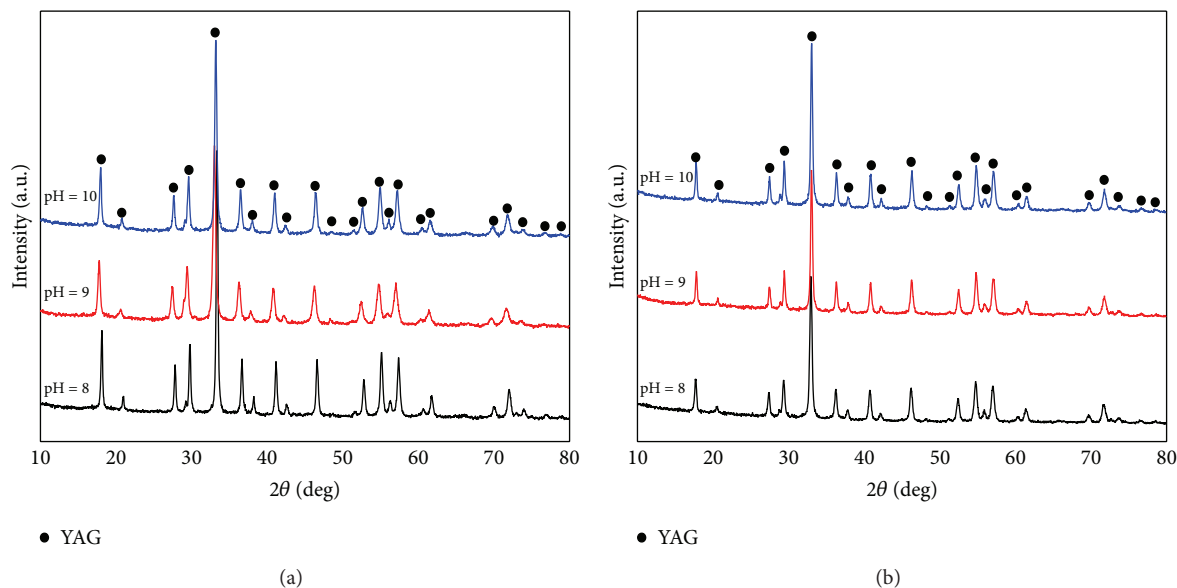 Intensity (a.u.)
pH = 10
pH = 9
pH = 8
10 20 30 40 50 60 70 80
2θ (deg)
YAG
(a)
Intensity (a.u.)
pH = 10
pH = 9
pH = 8
10 20 30 40 50 60 70 80
2θ (deg)
YAG
(b)